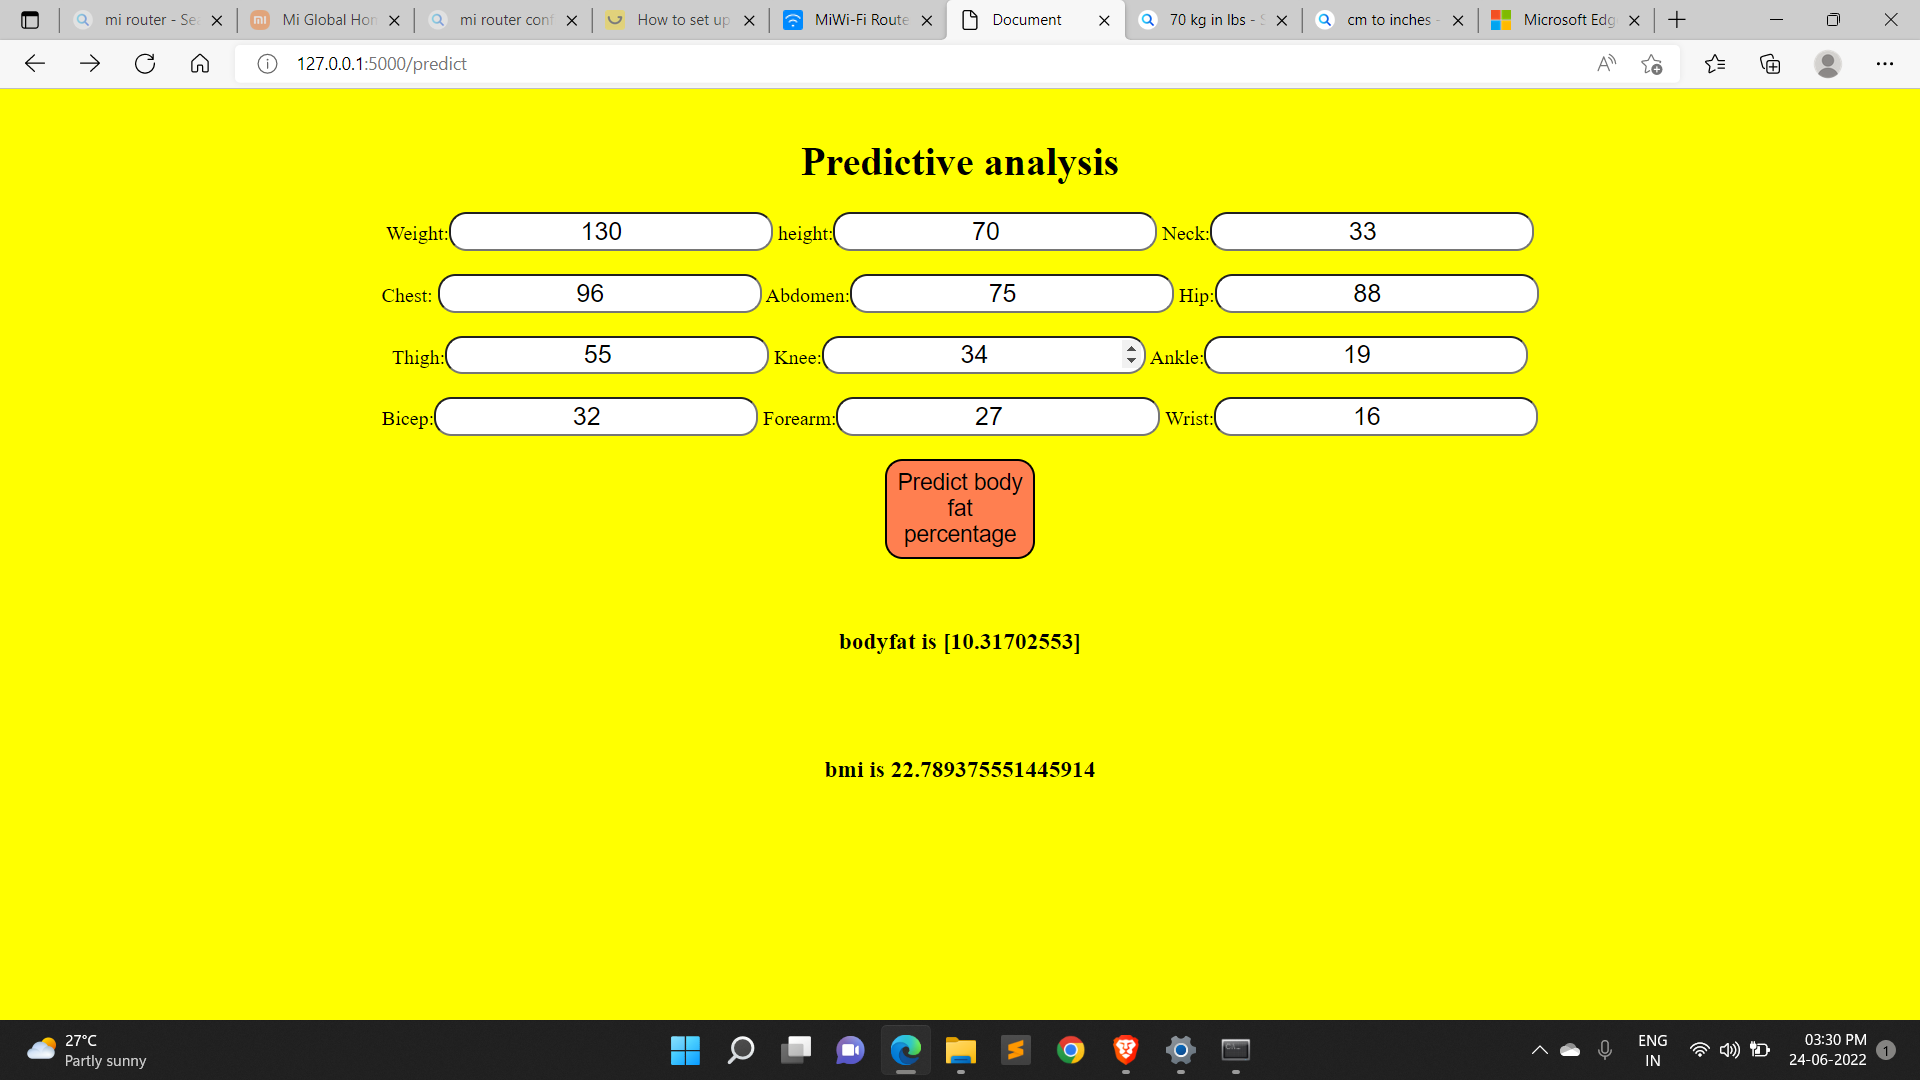 mi router - Sea
Mi Global Hom
mi router conf
How to set up
MiWi-Fi Route
Document
70 kg in lbs - S
cm to inches -
Microsoft Edg
127.0.0.1:5000/predict
Predictive analysis
Weight: 130 height: 70 Neck: 33
Chest: 96 Abdomen: 75 Hip: 88
Thigh: 55 Knee: 34 Ankle: 19
Bicep: 32 Forearm: 27 Wrist: 16
Predict body
fat
percentage
bodyfat is [10.31702553]
bmi is 22.789375551445914
27°C
Partly sunny
ENG
IN
03:30 PM
24-06-2022
1